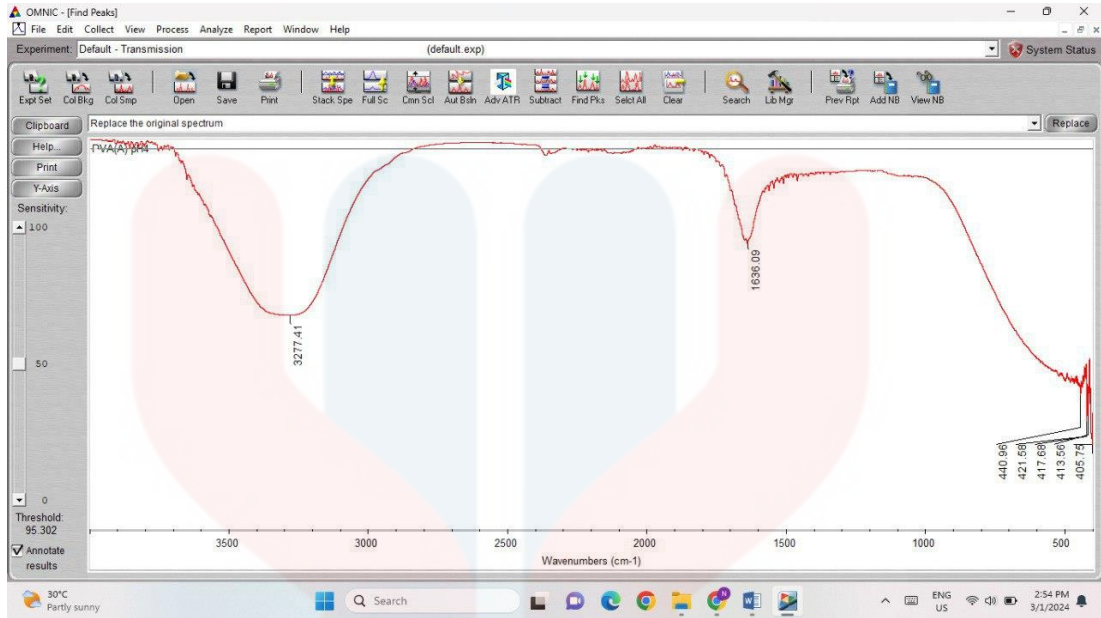 OMNIC - [Find Peaks]
File Edit Collect View Process Analyze Report Window Help
Experiment: Default - Transmission (default.exp) System Status
Expt Set Col Bkg Col Smp Open Save Print Stack Spe Full Sc Cmn Scl Aut Bsln Adv ATR Subtract Find Pks Selct All Clear Search Lib Mgr Prev Rpt Add NB View NB
Clipboard Replace the original spectrum Replace
Help...
PVA(A) pH4
Print
Y-Axis
Sensitivity:
100
50
0
Threshold:
95.302
Annotate
results
3277.41
1636.09
440.96
421.58
417.68
413.56
405.75
3500 3000 2500 2000 1500 1000 500
Wavenumbers (cm-1)
30°C
Partly sunny
Search
ENG
US
2:54 PM
3/1/2024